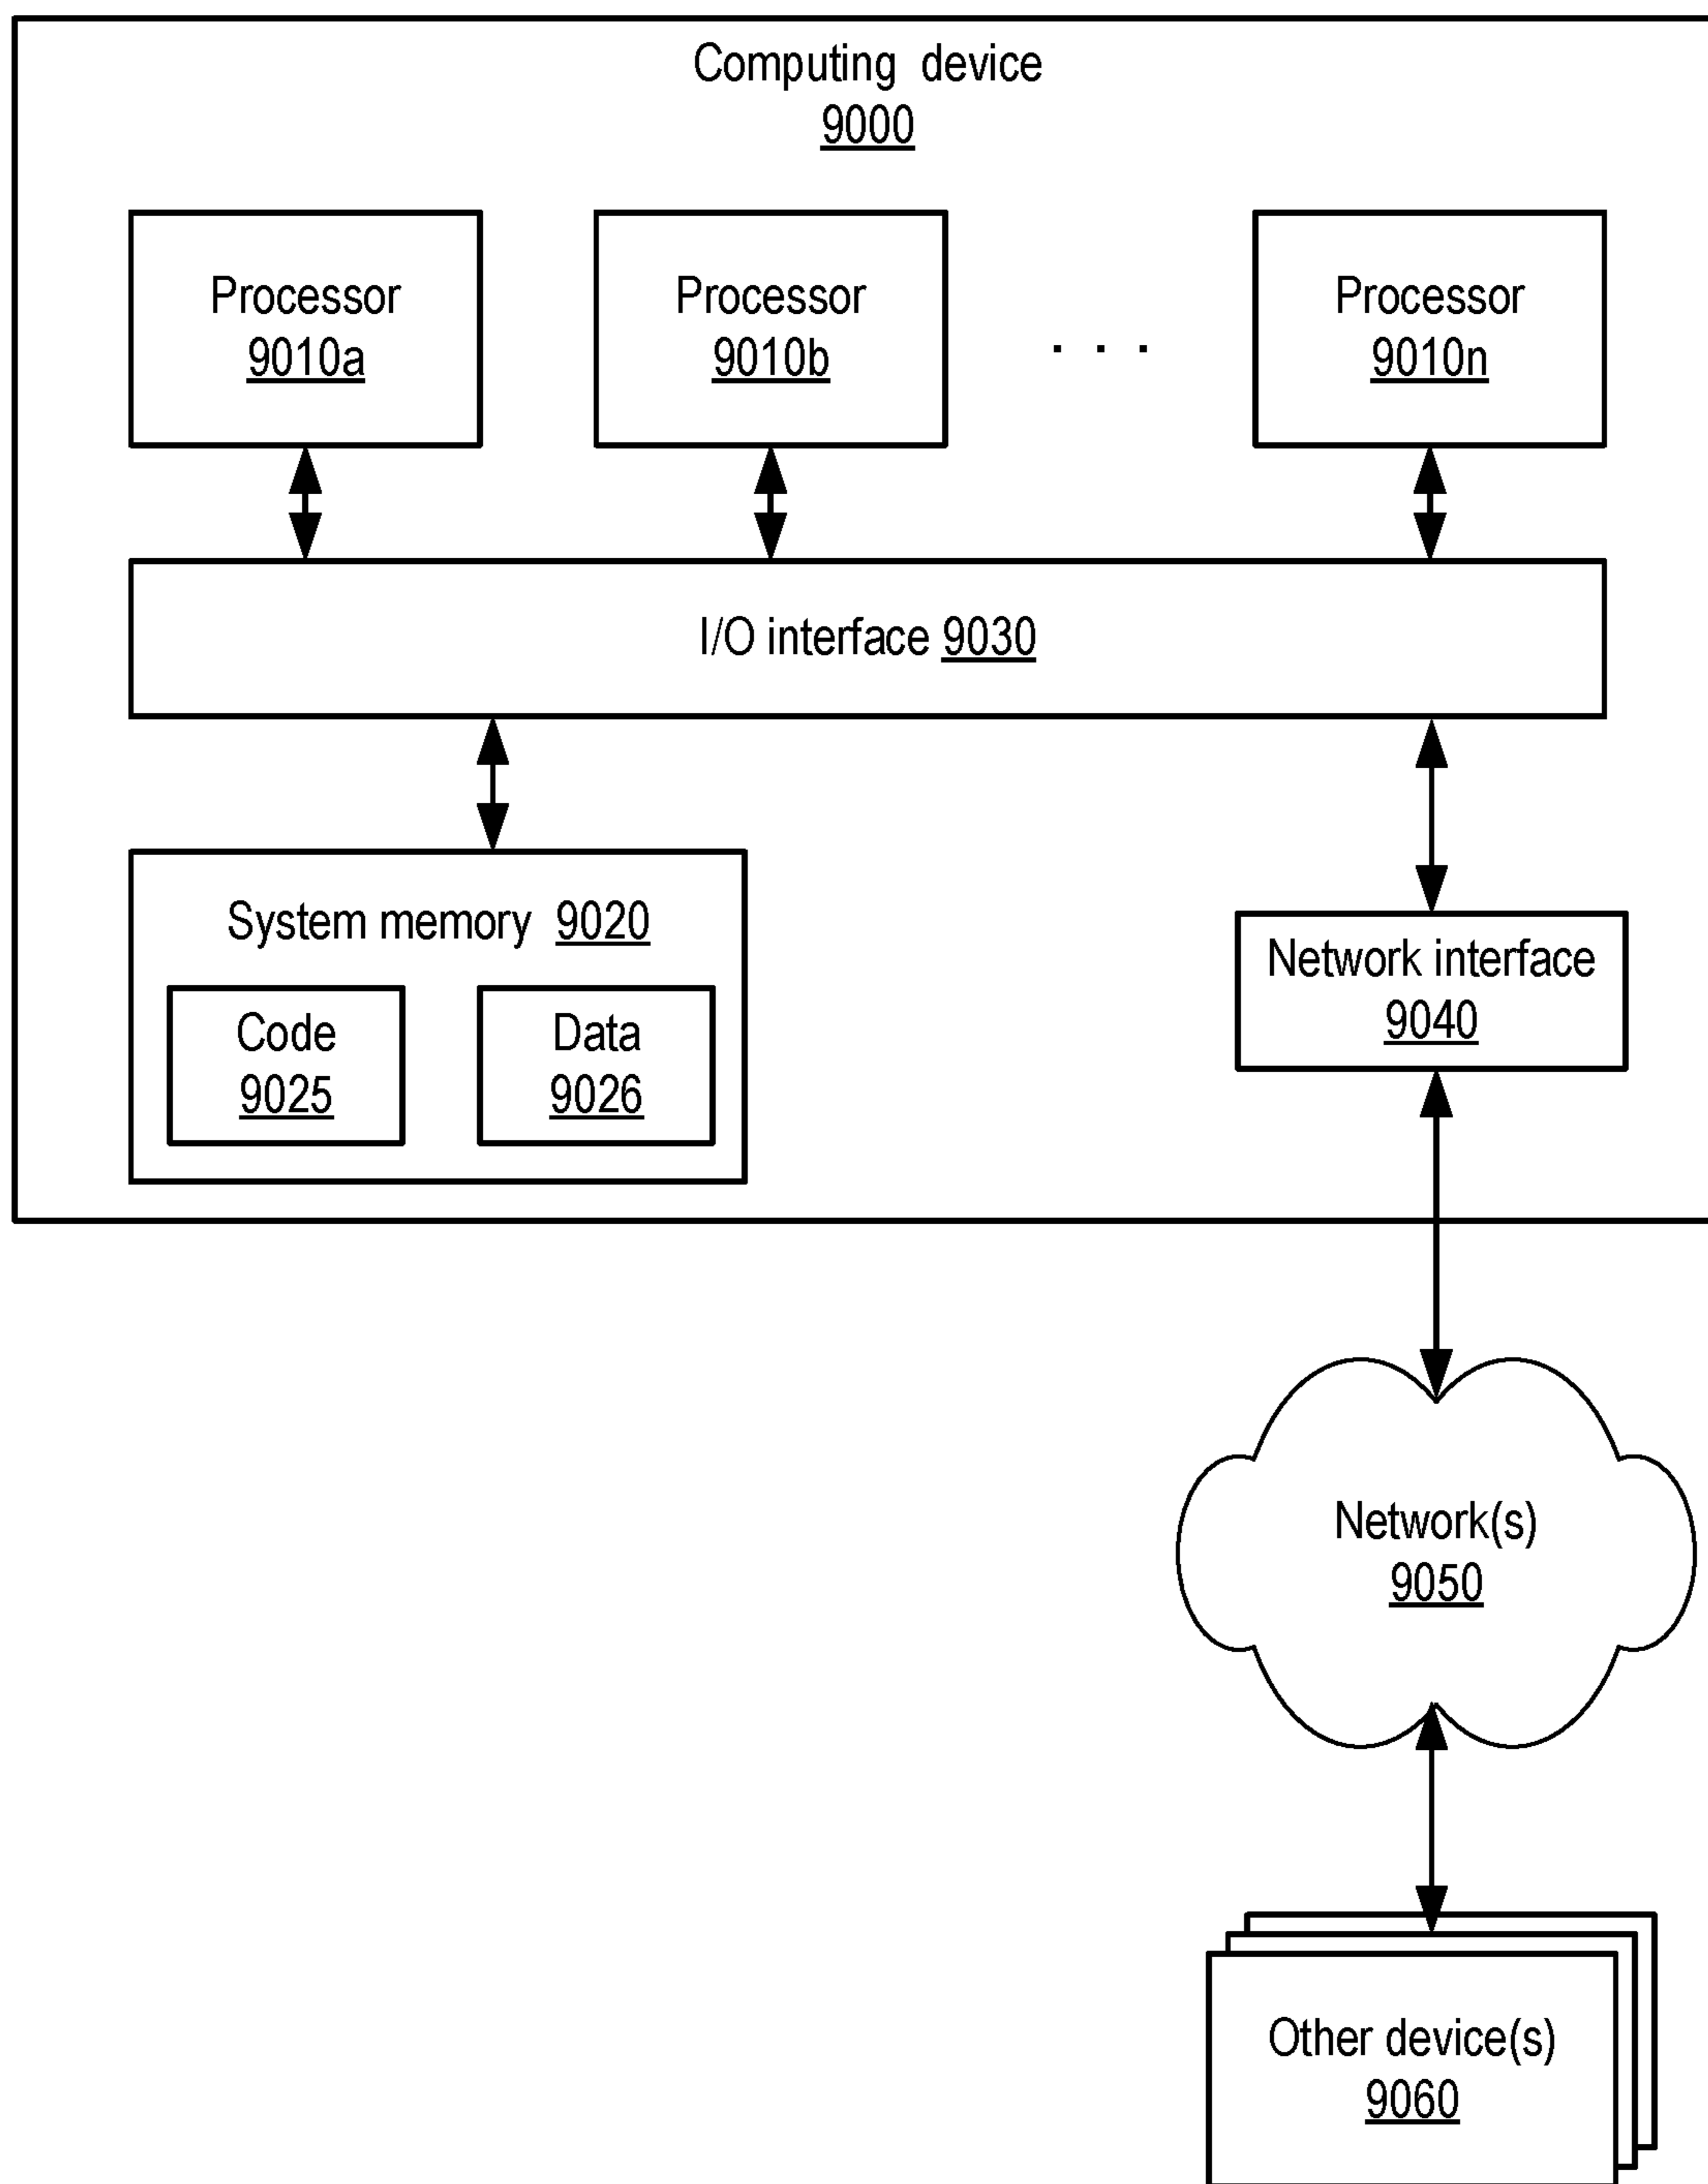 Computing device
9000
Processor
9010a
Processor
9010b
. . .
Processor
9010n
I/O interface 9030
System memory 9020
Code
9025
Data
9026
Network interface
9040
Network(s)
9050
Other device(s)
9060